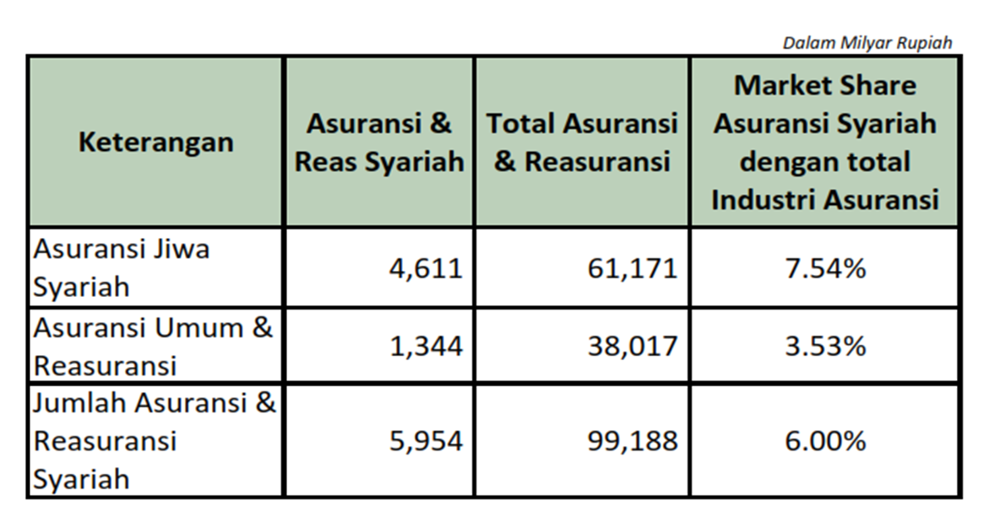 Dalam Milyar Rupiah
Keterangan
Asuransi &
Reas Syariah
Total Asuransi
& Reasuransi
Market Share
Asuransi Syariah
dengan total
Industri Asuransi
Asuransi Jiwa
Syariah
4,611
61,171
7.54%
Asuransi Umum &
Reasuransi
1,344
38,017
3.53%
Jumlah Asuransi &
Reasuransi
Syariah
5,954
99,188
6.00%